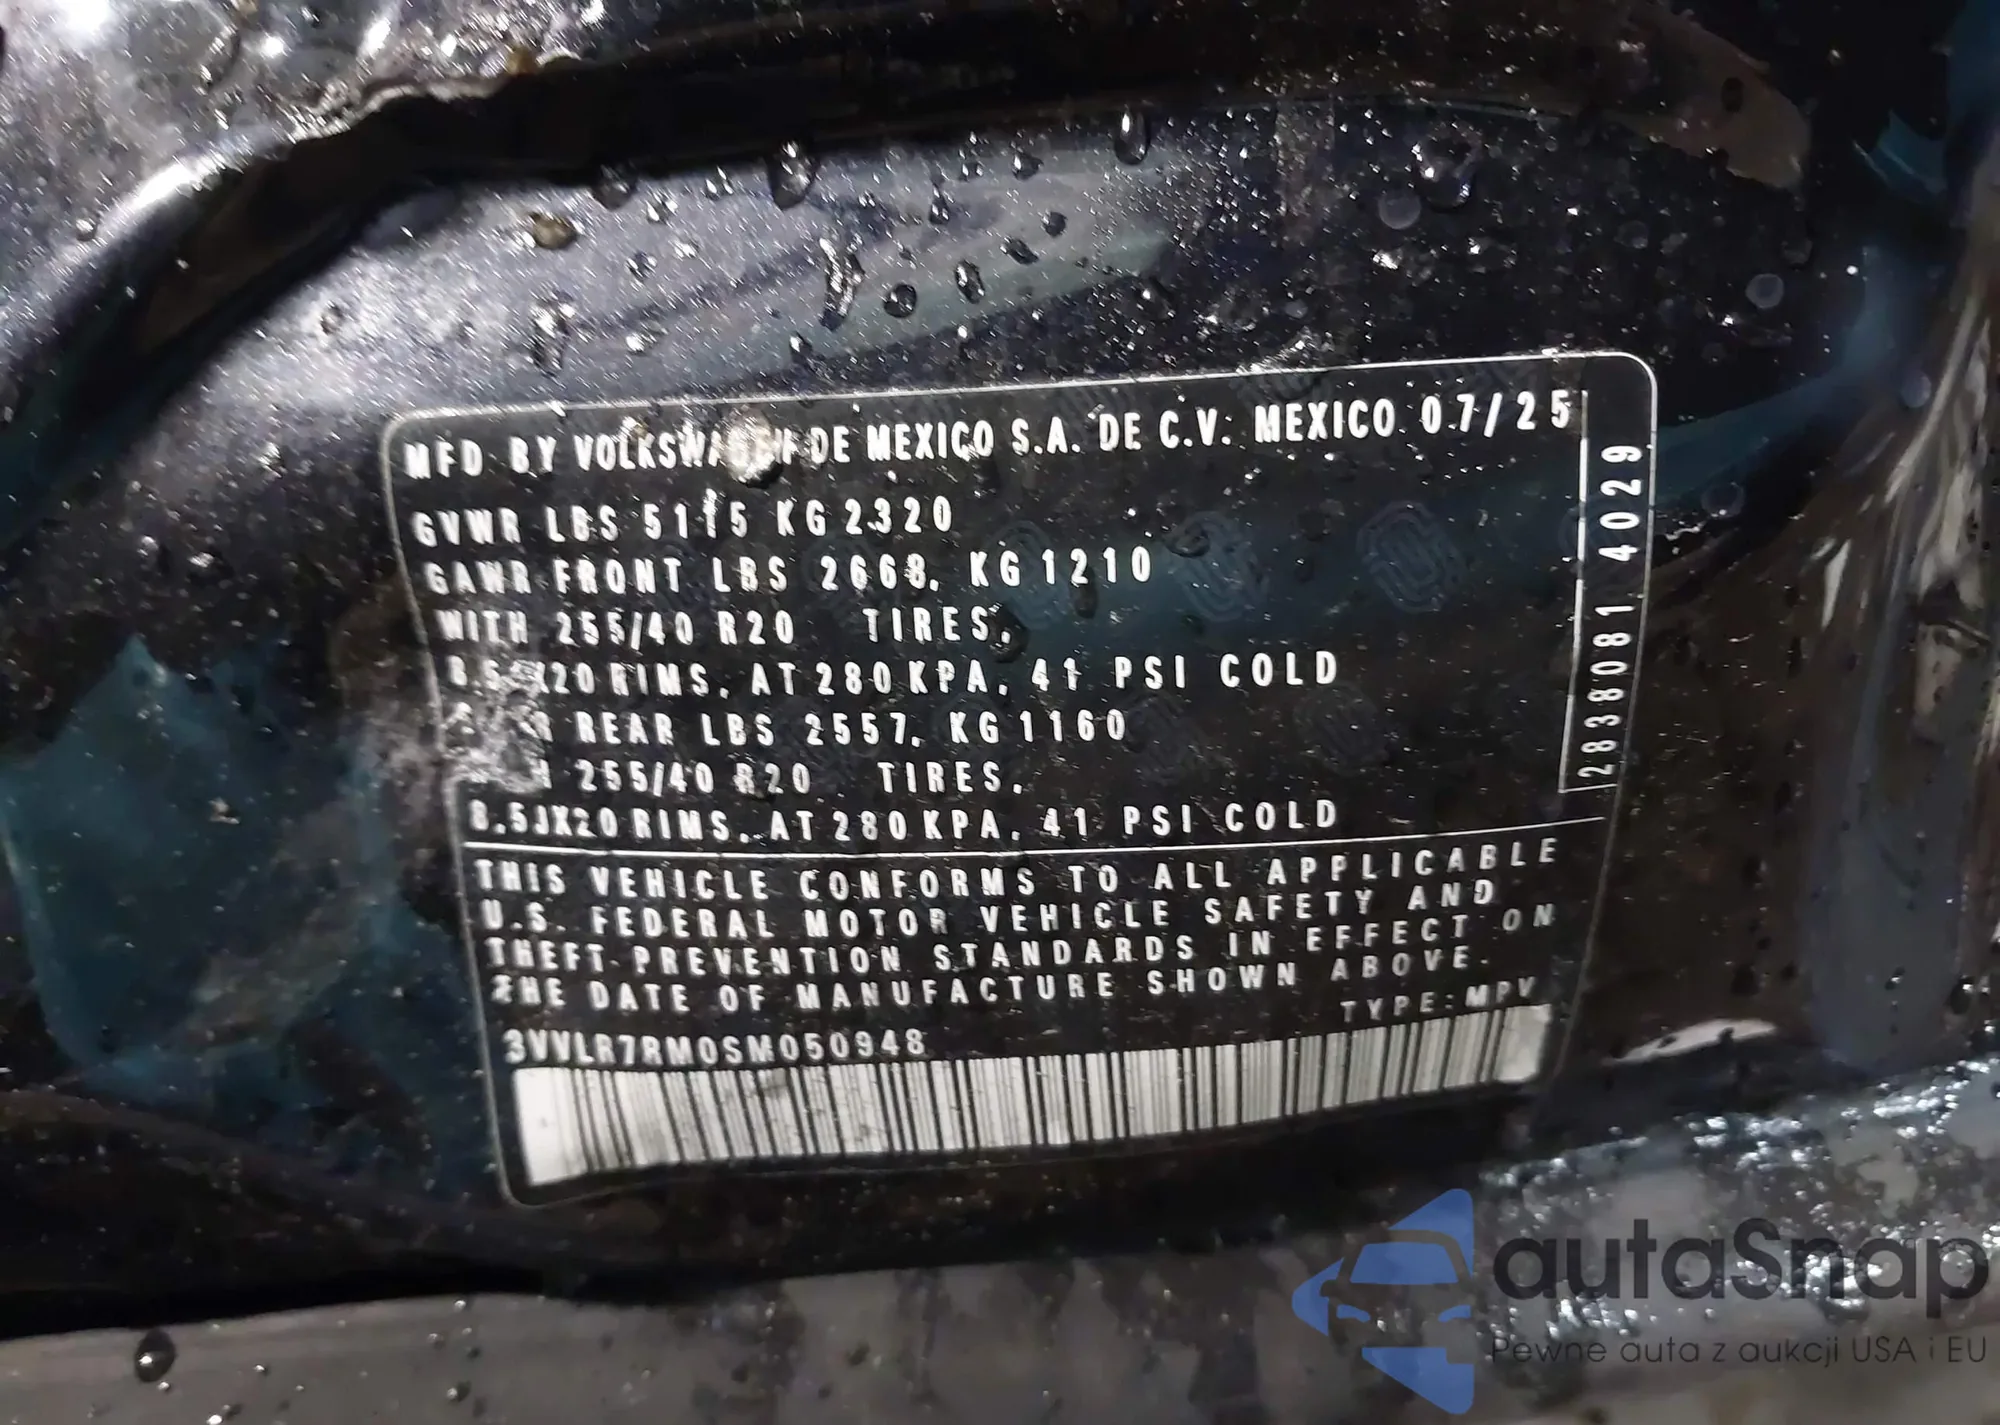 MFD BY VOLKSWAGEN DE MEXICO S.A. DE C.V. MEXICO 07/25
GVWR LBS 5115 KG 2320
GAWR FRONT LBS 2668, KG 1210
WITH 255/40 R20 TIRES,
8.5JX20 RIMS, AT 280 KPA, 41 PSI COLD
REAR LBS 2557, KG 1160
255/40 R20 TIRES,
8.5JX20 RIMS, AT 280 KPA, 41 PSI COLD
2838081 4029
THIS VEHICLE CONFORMS TO ALL APPLICABLE
U.S. FEDERAL MOTOR VEHICLE SAFETY AND
THEFT PREVENTION STANDARDS IN EFFECT ON
THE DATE OF MANUFACTURE SHOWN ABOVE.
TYPE: MPV
3VVLR7RM0SM050948
autaSnap
Pewne auta z aukcji USA i EU